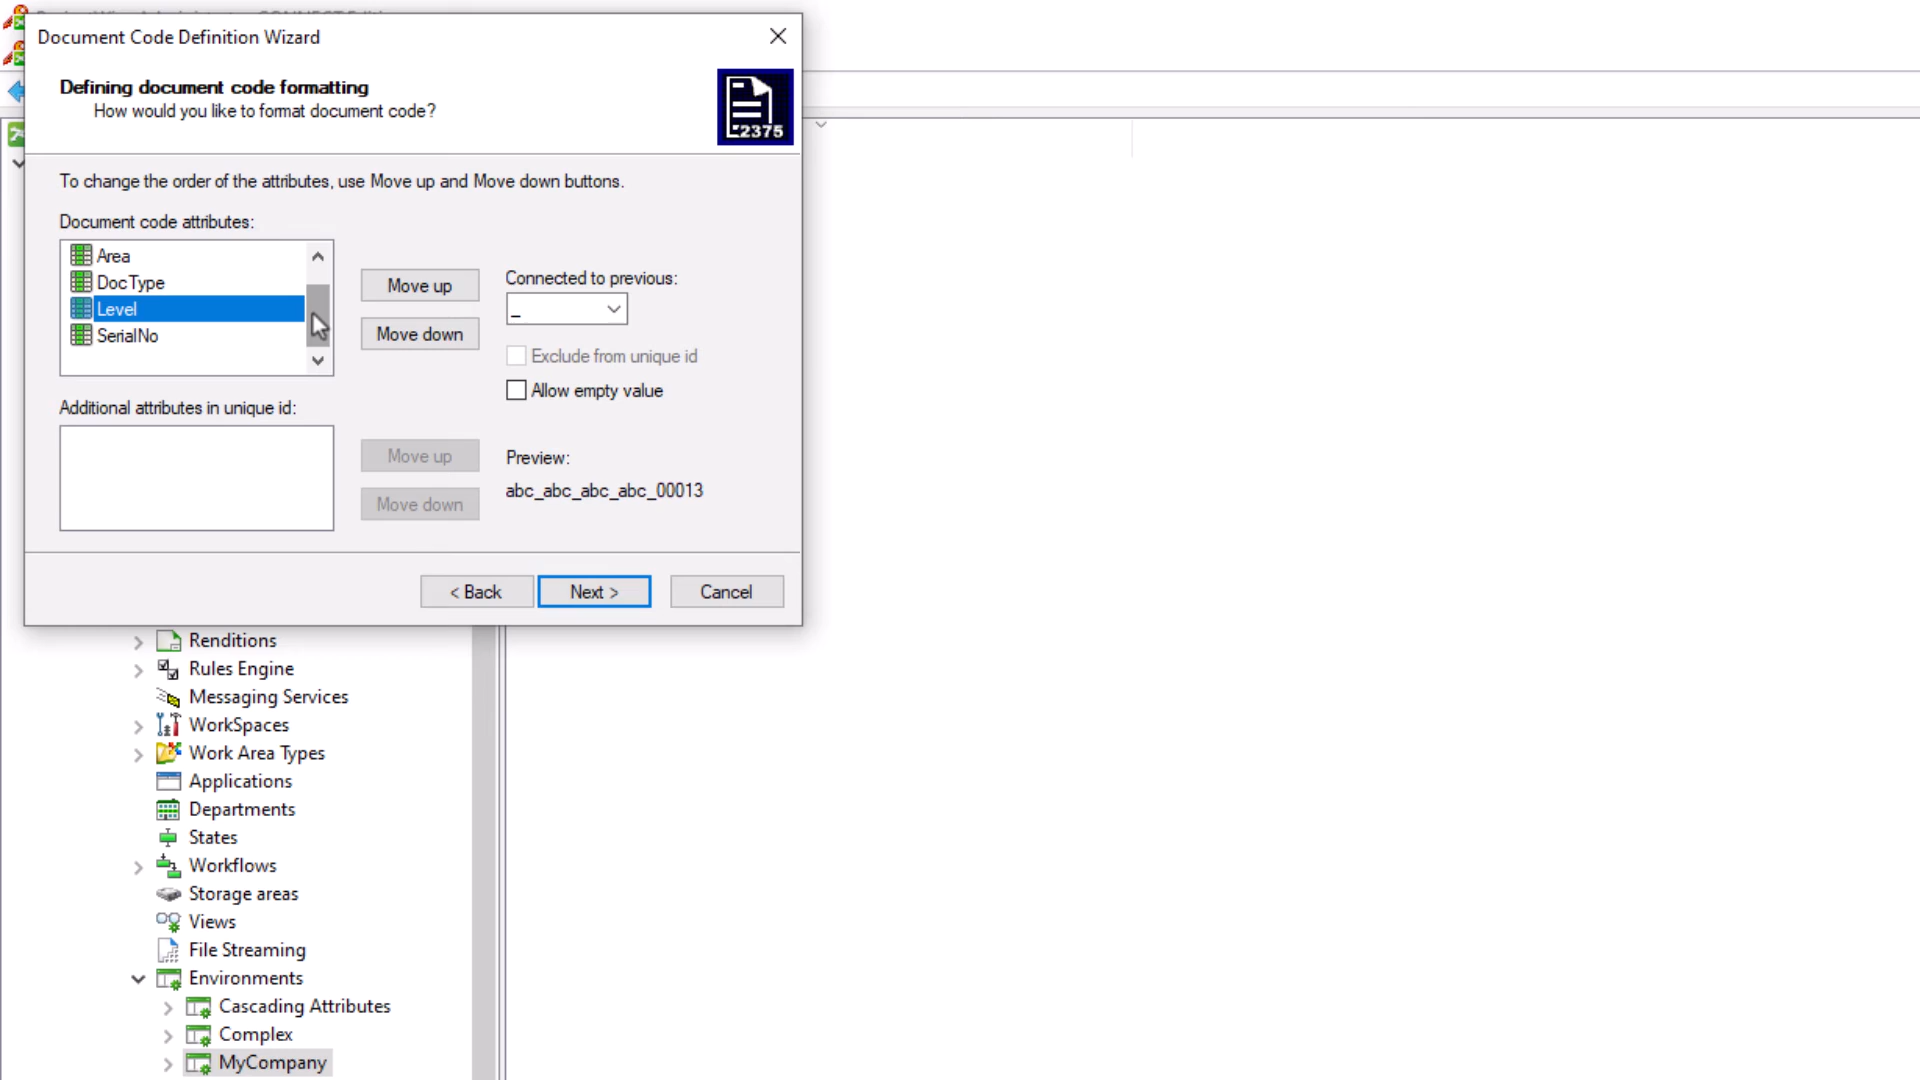 Document Code Definition Wizard
Defining document code formatting
How would you like to format document code?
2375
To change the order of the attributes, use Move up and Move down buttons.
Document code attributes:
Area
DocType
Level
SerialNo
Move up
Move down
Connected to previous:
_
Exclude from unique id
Allow empty value
Additional attributes in unique id:
Move up
Move down
Preview:
abc_abc_abc_abc_00013
< Back
Next >
Cancel
Renditions
Rules Engine
Messaging Services
WorkSpaces
Work Area Types
Applications
Departments
States
Workflows
Storage areas
Views
File Streaming
Environments
Cascading Attributes
Complex
MyCompany